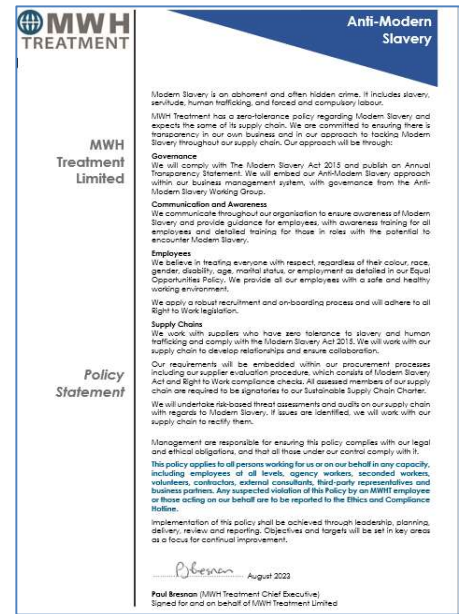 MWH
TREATMENT
Anti-Modern
Slavery
MWH
Treatment
Limited
Policy
Statement
Modern Slavery is an abhorrent and often hidden crime. It includes slavery,
servitude, human trafficking, and forced and compulsory labour.
MWH Treatment has a zero-tolerance policy regarding Modern Slavery and
expects the same of its supply chain. We are committed to ensuring there is
transparency in our own business and in our approach to tackling Modern
Slavery throughout our supply chain. Our approach will be through:
Governance
We will comply with The Modern Slavery Act 2015 and publish an Annual
Transparency Statement. We will embed our Anti-Modern Slavery approach
within our business management system, with governance from the Anti-
Modern Slavery Working Group.
Communication and Awareness
We communicate throughout our organisation to ensure awareness of Modern
Slavery and provide guidance for employees, with awareness training for all
employees and detailed training for those in roles with the potential to
encounter Modern Slavery.
Employees
We believe in treating everyone with respect, regardless of their colour, race,
gender, disability, age, marital status, or employment as detailed in our Equal
Opportunities Policy. We provide all our employees with a safe and healthy
working environment.
We apply a robust recruitment and on-boarding process and will adhere to all
Right to Work legislation.
Supply Chains
We work with suppliers who have zero tolerance to slavery and human
trafficking and comply with the Modern Slavery Act 2015. We will work with our
supply chain to develop relationships and ensure collaboration.
Our requirements will be embedded within our procurement processes
including our supplier evaluation procedure, which consists of Modern Slavery
Act and Right to Work compliance checks. All assessed members of our supply
chain are required to be signatories to our Sustainable Supply Chain Charter.
We will undertake risk-based threat assessments and audits on our supply chain
with regards to Modern Slavery. If issues are identified, we will work with our
supply chain to rectify them.
Management are responsible for ensuring this policy complies with our legal
and ethical obligations, and that all those under our control comply with it.
This policy applies to all persons working for us or on our behalf in any capacity,
including employees of all levels, agency workers, seconded workers,
volunteers, contractors, external consultants, third-party representatives and
business partners. Any suspected violation of this Policy by an MWHT employee
or those acting on our behalf are to be reported to the Ethics and Compliance
Hotline.
Implementation of this policy shall be achieved through leadership, planning,
delivery, review and reporting. Objectives and targets will be set in key areas
as a focus for continual improvement.
PBresnan August 2023
Paul Bresnan (MWH Treatment Chief Executive)
Signed for and on behalf of MWH Treatment Limited